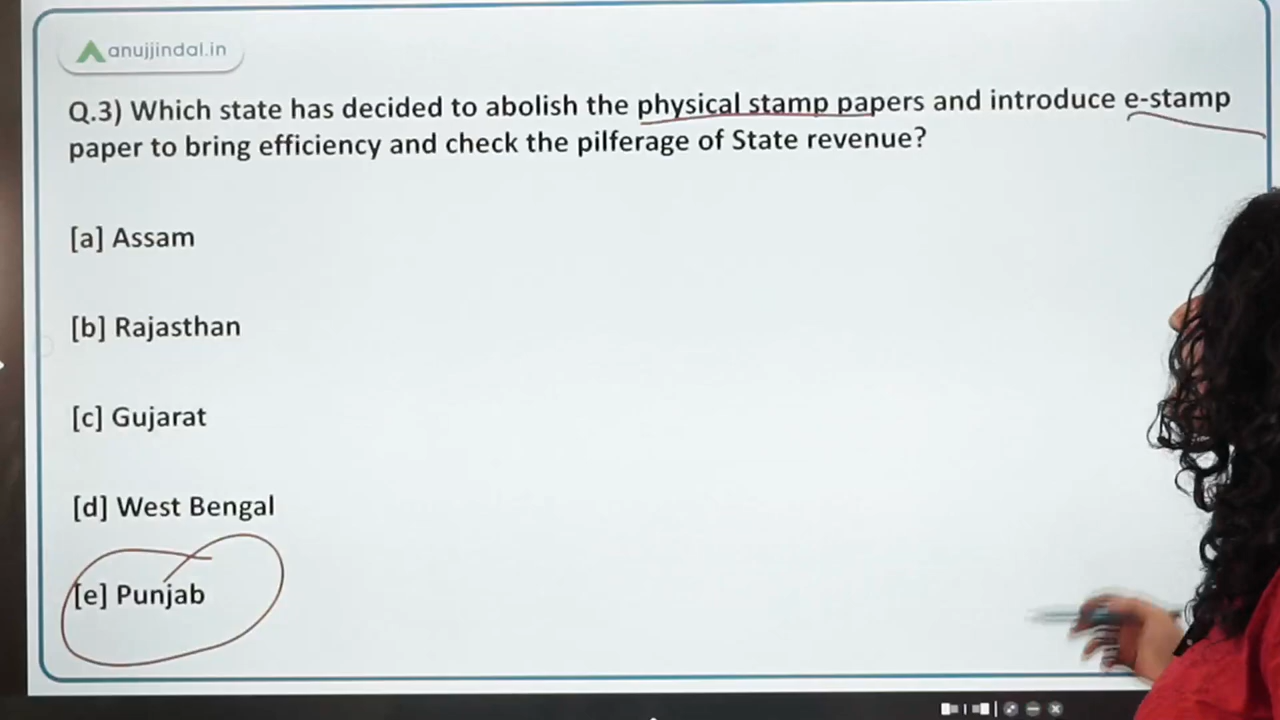 anujjindal.in
Q.3) Which state has decided to abolish the physical stamp papers and introduce e-stamp
paper to bring efficiency and check the pilferage of State revenue?
[a] Assam
[b] Rajasthan
[c] Gujarat
[d] West Bengal
[e] Punjab